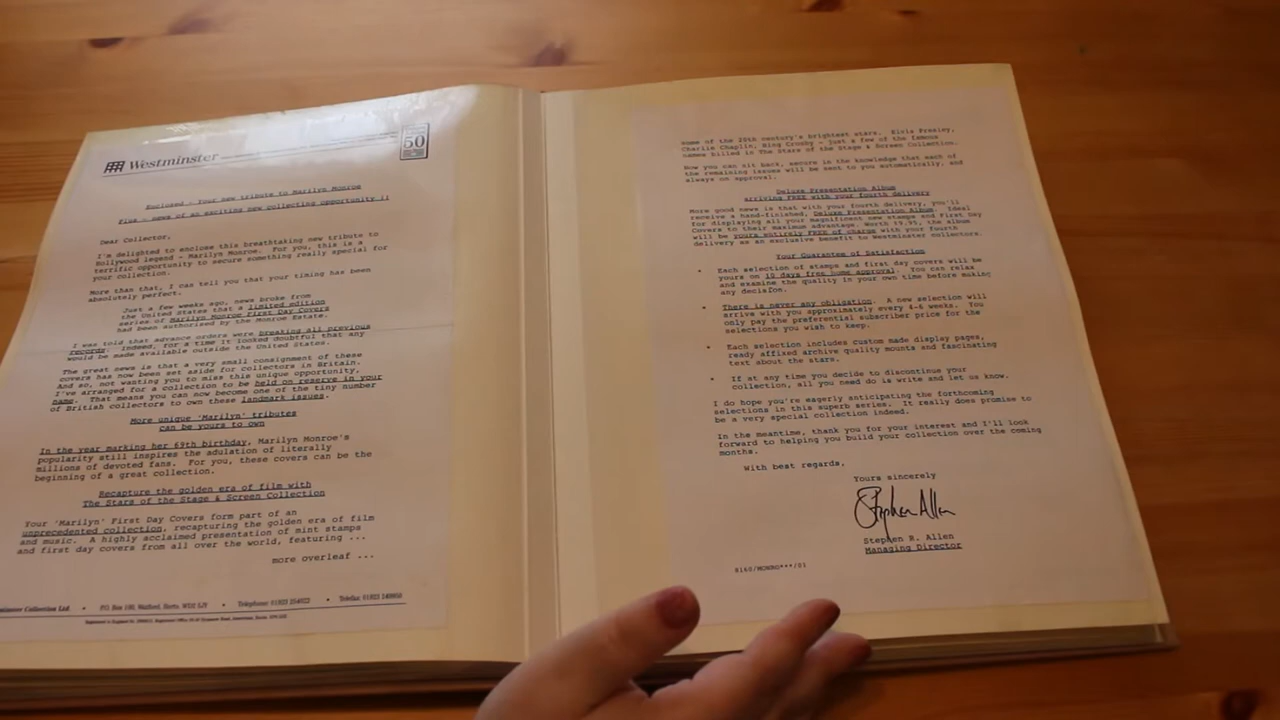 Westminster
50
Enclosed - Your new tribute to Marilyn Monroe
Plus - news of an exciting new collecting opportunity !!
Dear Collector,
I'm delighted to enclose this breathtaking new tribute to
Hollywood legend - Marilyn Monroe. For you, this is a
terrific opportunity to secure something really special for
your collection.
More than that, I can tell you that your timing has been
absolutely perfect.
Just a few weeks ago, news broke from
the United States that a limited edition
series of Marilyn Monroe First Day Covers
had been authorised by the Monroe Estate.
I was told that advance orders were breaking all previous
records. Indeed, for a time it looked doubtful that any
would be made available outside the United States.
The great news is that a very small consignment of these
covers has now been set aside for collectors in Britain.
And so, not wanting you to miss this unique opportunity,
I've arranged for a collection to be held on reserve in your
name. That means you can now become one of the tiny number
of British collectors to own these landmark issues.
More unique 'Marilyn' tributes
can be yours to own
In the year marking her 69th birthday, Marilyn Monroe's
popularity still inspires the adulation of literally
millions of devoted fans. For you, these covers can be the
beginning of a great collection.
Recapture the golden era of film with
The Stars of the Stage & Screen Collection
Your 'Marilyn' First Day Covers form part of an
unprecedented collection, recapturing the golden era of film
and music. A highly acclaimed presentation of mint stamps
and first day covers from all over the world, featuring ...
more overleaf ...
Collection Ltd. • P.O. Box 100, Watford, Herts. WD2 5JY • Telephone: • Telefax:
some of the 20th century's brightest stars. Elvis Presley,
Charlie Chaplin, Bing Crosby - just a few of the famous
names billed in The Stars of the Stage & Screen Collection.
Now you can sit back, secure in the knowledge that each of
the remaining issues will be sent to you automatically, and
always on approval.
Deluxe Presentation Album
arriving FREE with your fourth delivery
More good news is that with your fourth delivery, you'll
receive a hand-finished, Deluxe Presentation Album. Ideal
for displaying all your magnificent new stamps and First Day
Covers to their maximum advantage. Worth 19.95, the album
will be yours entirely FREE of charge with your fourth
delivery as an exclusive benefit to Westminster collectors.
Your Guarantee of Satisfaction
• Each selection of stamps and first day covers will be
yours on 10 days free home approval. You can relax
and examine the quality in your own time before making
any decision.
• There is never any obligation. A new selection will
arrive with you approximately every 4-6 weeks. You
only pay the preferential subscriber price for the
selections you wish to keep.
• Each selection includes custom made display pages,
ready affixed archive quality mounts and fascinating
text about the stars.
• If at any time you decide to discontinue your
collection, all you need do is write and let us know.
I do hope you're eagerly anticipating the forthcoming
selections in this superb series. It really does promise to
be a very special collection indeed.
In the meantime, thank you for your interest and I'll look
forward to helping you build your collection over the coming
months.
With best regards,
Yours sincerely
Stephen Allen
Stephen R. Allen
Managing Director
8160/MONRO***/01